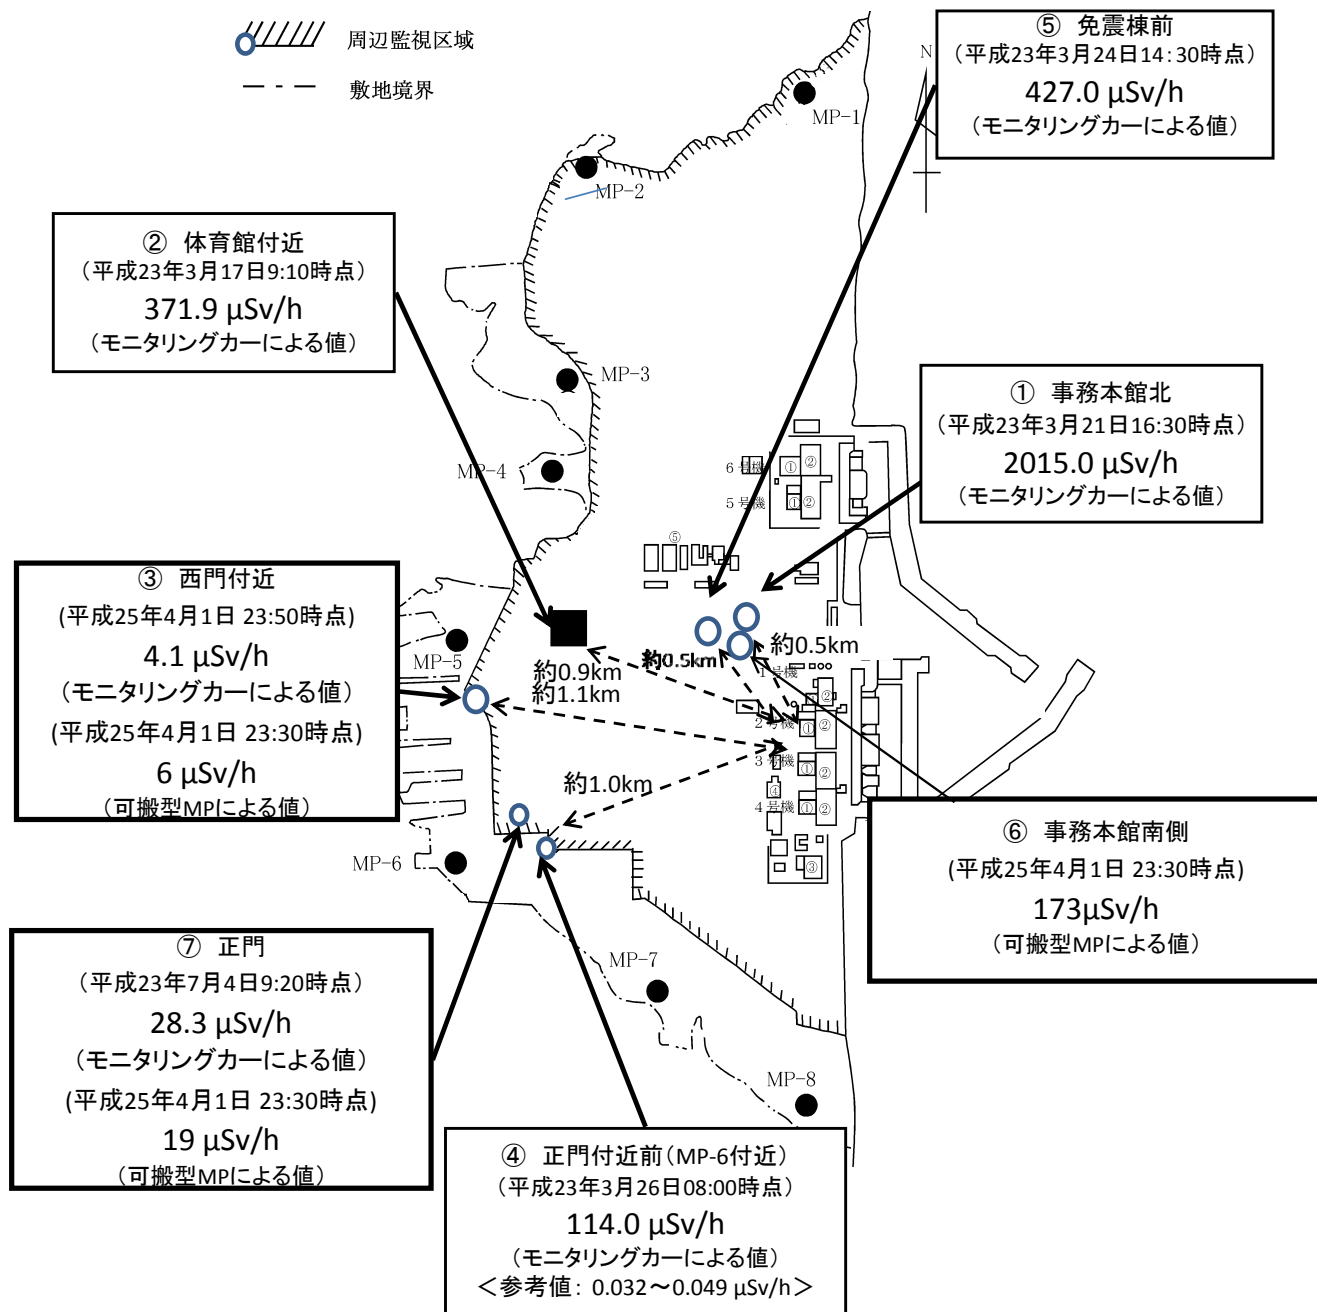 周辺監視区域
敷地境界
⑤ 免震棟前
（平成23年3月24日14:30時点）
427.0 μSv/h
（モニタリングカーによる値）
N
MP-1
MP-2
② 体育館付近
（平成23年3月17日9:10時点）
371.9 μSv/h
（モニタリングカーによる値）
MP-3
① 事務本館北
（平成23年3月21日16:30時点）
2015.0 μSv/h
（モニタリングカーによる値）
MP-4
6号機
①
②
5号機
①
②
⑤
③ 西門付近
(平成25年4月1日 23:50時点)
4.1 μSv/h
（モニタリングカーによる値）
(平成25年4月1日 23:30時点)
6 μSv/h
（可搬型MPによる値）
MP-5
約0.5km
約0.5km
約0.9km
約1.1km
1号機
②
2号機
①
②
3号機
①
②
約1.0km
④
4号機
①
②
③
MP-6
⑥ 事務本館南側
(平成25年4月1日 23:30時点)
173μSv/h
（可搬型MPによる値）
⑦ 正門
（平成23年7月4日9:20時点）
28.3 μSv/h
（モニタリングカーによる値）
(平成25年4月1日 23:30時点)
19 μSv/h
（可搬型MPによる値）
MP-7
MP-8
④ 正門付近前（MP-6付近）
（平成23年3月26日08:00時点）
114.0 μSv/h
（モニタリングカーによる値）
＜参考値： 0.032～0.049 μSv/h＞